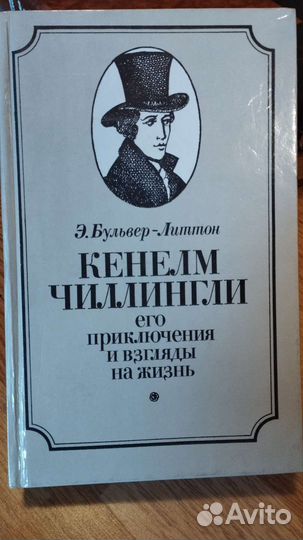 Э. Бульвер-Литтон
КЕНЕЛМ
ЧИЛЛИНГЛИ
его
приключения
и взгляды
на жизнь
Avito